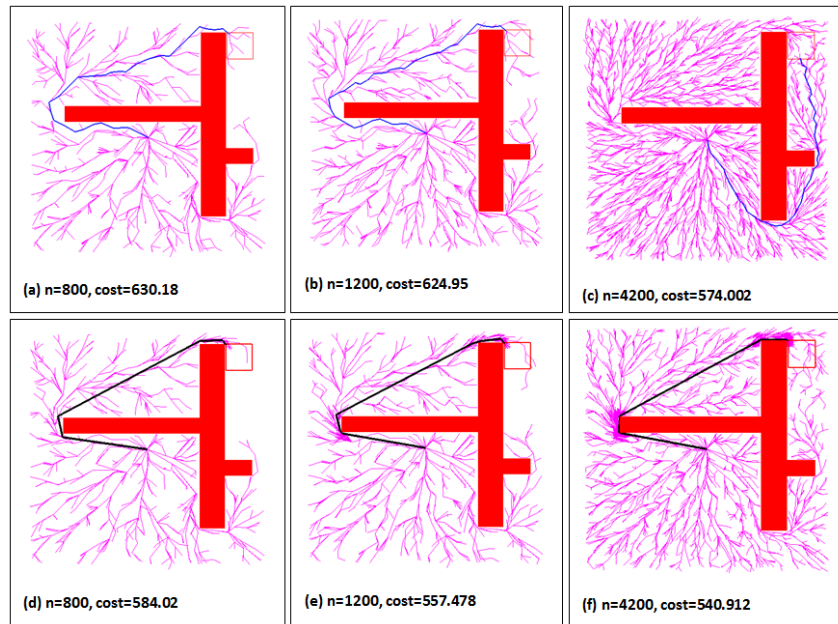 (a) n=800, cost=630.18
(b) n=1200, cost=624.95
(c) n=4200, cost=574.002
(d) n=800, cost=584.02
(e) n=1200, cost=557.478
(f) n=4200, cost=540.912